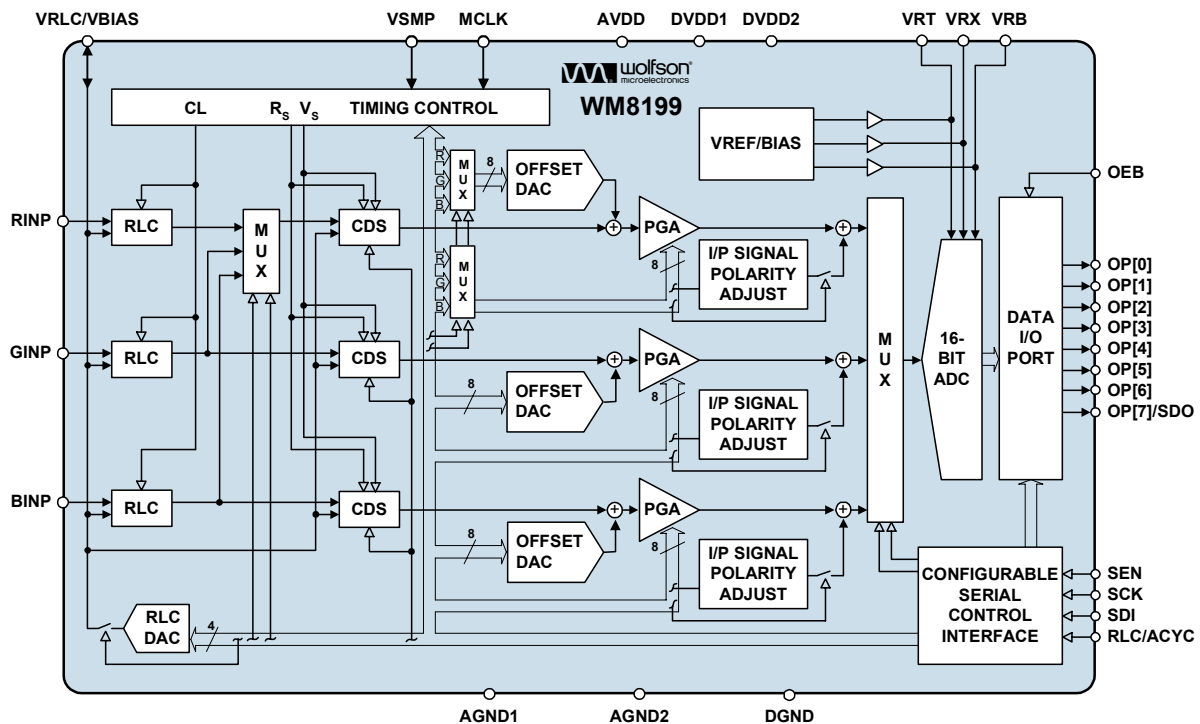 VRLC/VBIAS
VSMP
MCLK
AVDD
DVDD1
DVDD2
VRT
VRX
VRB
wolfson®
microelectronics
WM8199
CL
RS
VS
TIMING CONTROL
R
G
B
MUX
8
OFFSET
DAC
VREF/BIAS
OEB
RINP
RLC
MUX
CDS
+
PGA
8
+
I/P SIGNAL
POLARITY
ADJUST
R
G
B
MUX
MUX
16-
BIT
ADC
DATA
I/O
PORT
OP[0]
OP[1]
OP[2]
OP[3]
OP[4]
OP[5]
OP[6]
OP[7]/SDO
GINP
RLC
CDS
+
PGA
8
+
8
OFFSET
DAC
I/P SIGNAL
POLARITY
ADJUST
BINP
RLC
CDS
+
PGA
8
+
8
OFFSET
DAC
I/P SIGNAL
POLARITY
ADJUST
CONFIGURABLE
SERIAL
CONTROL
INTERFACE
SEN
SCK
SDI
RLC/ACYC
RLC
DAC
4
AGND1
AGND2
DGND